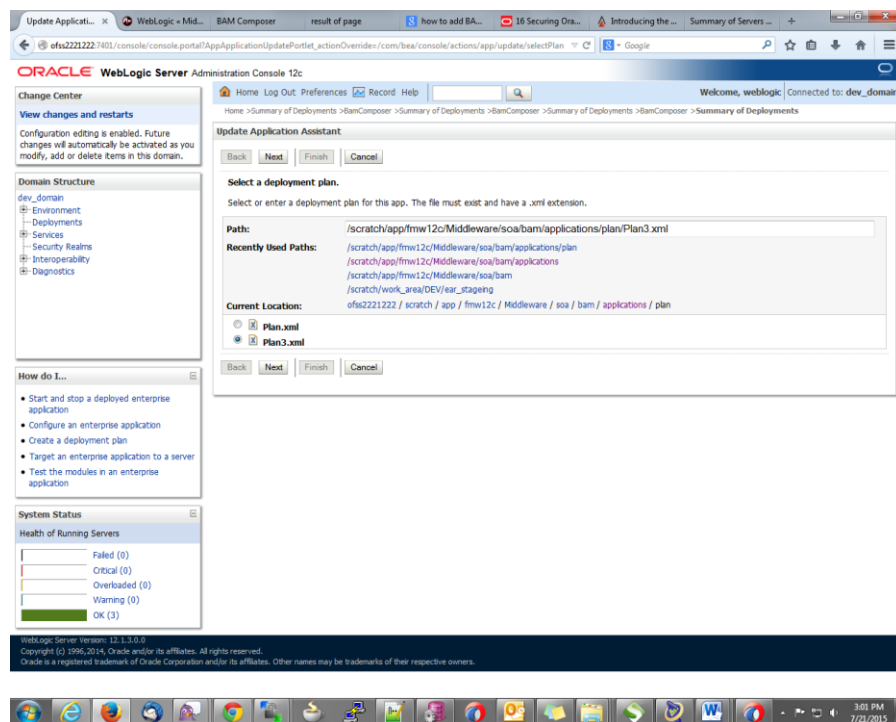 Update Applicati... × WebLogic « Mid... BAM Composer result of page how to add BA... 16 Securing Ora... Introducing the ... Summary of Servers ... +
ofss2221222:7401/console/console.portal?AppApplicationUpdatePortlet_actionOverride=/com/bea/console/actions/app/update/selectPlan Google
ORACLE WebLogic Server Administration Console 12c
Change Center
View changes and restarts
Configuration editing is enabled. Future
changes will automatically be activated as you
modify, add or delete items in this domain.
Domain Structure
dev_domain
Environment
Deployments
Services
Security Realms
Interoperability
Diagnostics
How do I...
Start and stop a deployed enterprise
application
Configure an enterprise application
Create a deployment plan
Target an enterprise application to a server
Test the modules in an enterprise
application
System Status
Health of Running Servers
Failed (0)
Critical (0)
Overloaded (0)
Warning (0)
OK (3)
Home Log Out Preferences Record Help
Welcome, weblogic Connected to: dev_domain
Home >Summary of Deployments >BamComposer >Summary of Deployments >BamComposer >Summary of Deployments >BamComposer >Summary of Deployments
Update Application Assistant
Back Next Finish Cancel
Select a deployment plan.
Select or enter a deployment plan for this app. The file must exist and have a .xml extension.
Path: /scratch/app/fmw12c/Middleware/soa/bam/applications/plan/Plan3.xml
Recently Used Paths: /scratch/app/fmw12c/Middleware/soa/bam/applications/plan
/scratch/app/fmw12c/Middleware/soa/bam/applications
/scratch/app/fmw12c/Middleware/soa/bam
/scratch/work_area/DEV/ear_stageing
Current Location: ofss2221222 / scratch / app / fmw12c / Middleware / soa / bam / applications / plan
Plan.xml
Plan3.xml
Back Next Finish Cancel
WebLogic Server Version: 12.1.3.0.0
Copyright (c) 1996,2014, Oracle and/or its affiliates. All rights reserved.
Oracle is a registered trademark of Oracle Corporation and/or its affiliates. Other names may be trademarks of their respective owners.
3:01 PM
7/21/2015